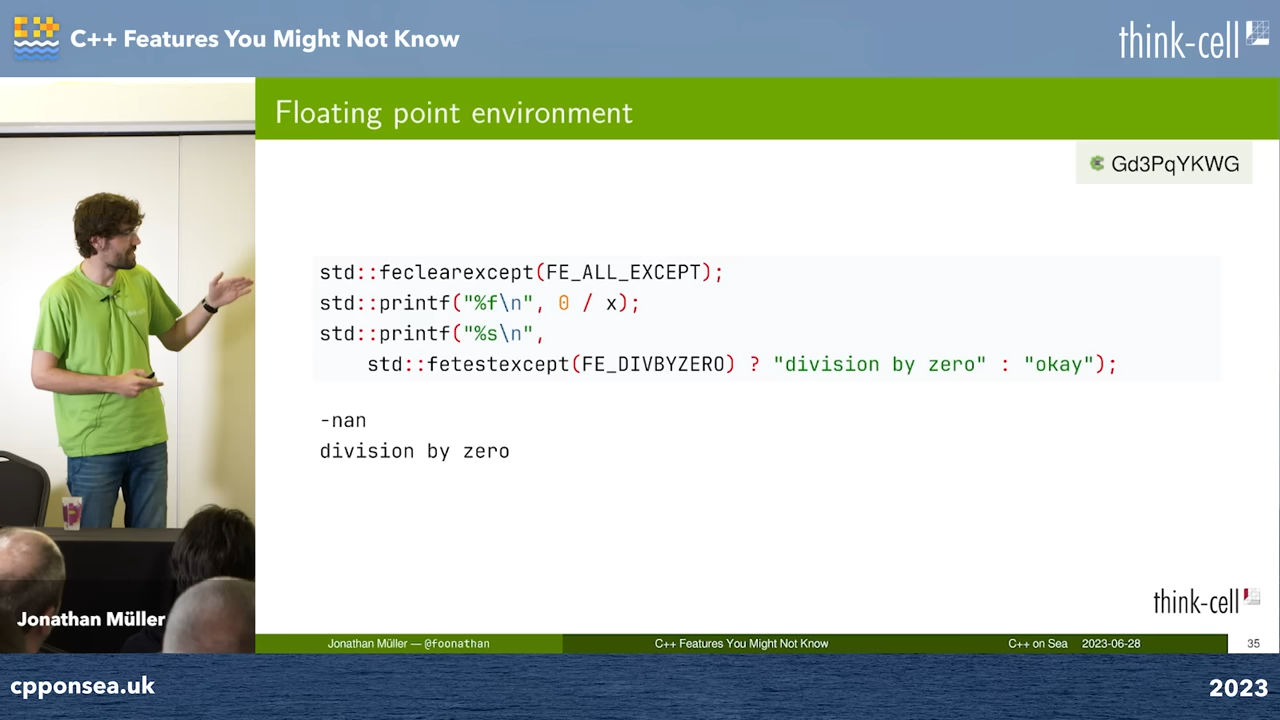 C++ Features You Might Not Know
think-cell
Floating point environment
Gd3PqYKWG
std::feclearexcept(FE_ALL_EXCEPT);
std::printf("%f\n", 0 / x);
std::printf("%s\n",
std::fetestexcept(FE_DIVBYZERO) ? "division by zero" : "okay");
-nan
division by zero
think-cell
Jonathan Müller
Jonathan Müller — @foonathan C++ Features You Might Not Know C++ on Sea 2023-06-28 35
cpponsea.uk
2023